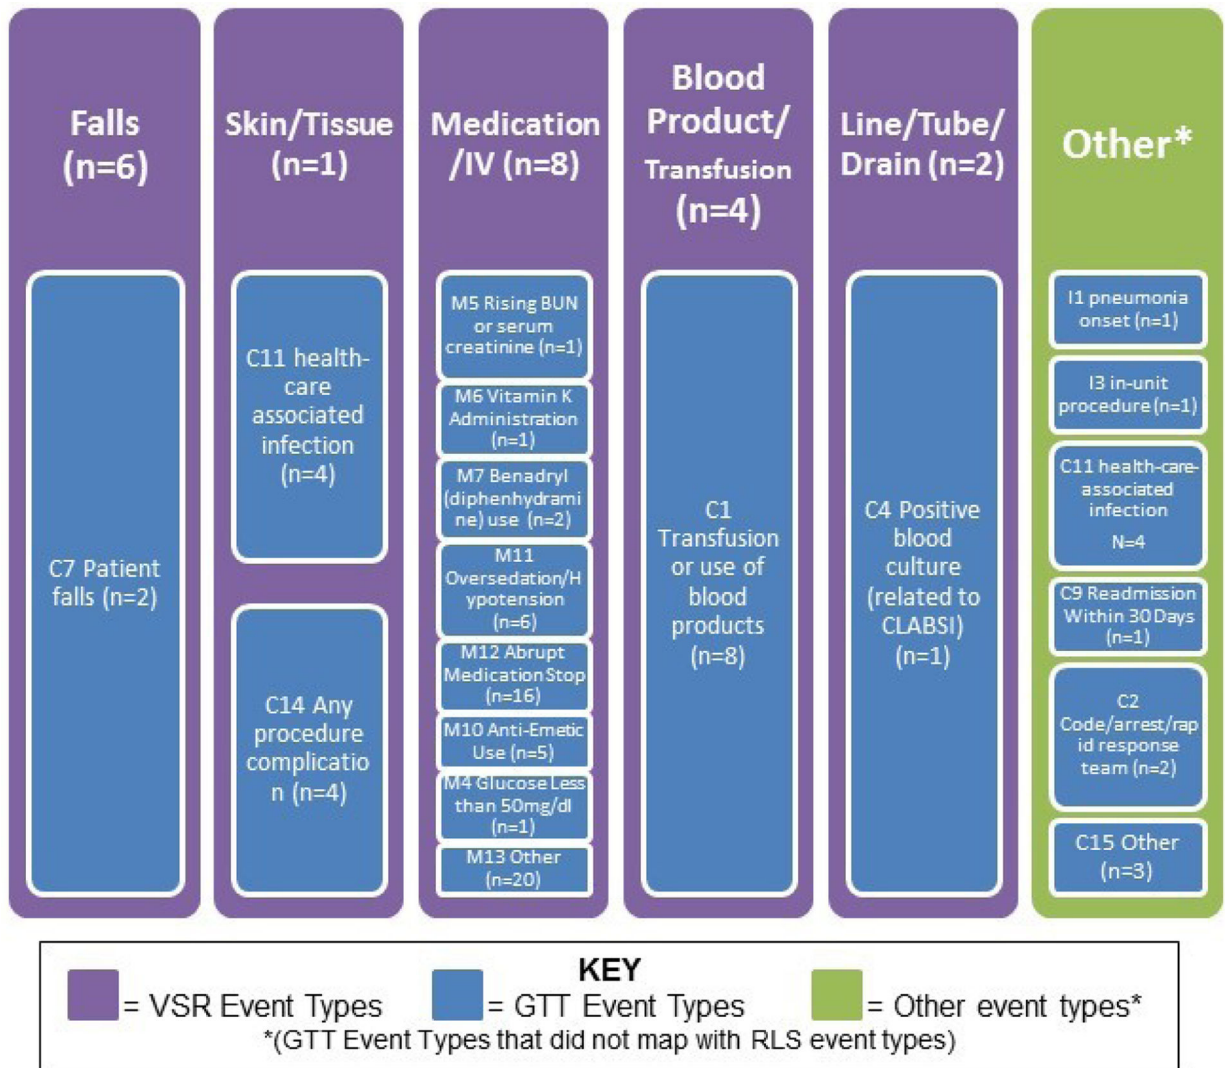 Falls
(n=6)
C7 Patient
falls (n=2)
Skin/Tissue
(n=1)
C11 health-
care
associated
infection
(n=4)
C14 Any
procedure
complicatio
n (n=4)
Medication
/IV (n=8)
M5 Rising BUN
or serum
creatinine (n=1)
M6 Vitamin K
Administration
(n=1)
M7 Benadryl
(diphenhydrami
ne) use (n=2)
M11
Oversedation/H
ypotension
(n=6)
M12 Abrupt
Medication Stop
(n=16)
M10 Anti-Emetic
Use (n=5)
M4 Glucose Less
than 50mg/dl
(n=1)
M13 Other
(n=20)
Blood
Product/
Transfusion
(n=4)
C1
Transfusion
or use of
blood
products
(n=8)
Line/Tube/
Drain (n=2)
C4 Positive
blood
culture
(related to
CLABSI)
(n=1)
Other*
I1 pneumonia
onset (n=1)
I3 in-unit
procedure (n=1)
C11 health-care-
associated
infection
N=4
C9 Readmission
Within 30 Days
(n=1)
C2
Code/arrest/rap
id response
team (n=2)
C15 Other
(n=3)
KEY
= VSR Event Types
= GTT Event Types
= Other event types*
*(GTT Event Types that did not map with RLS event types)